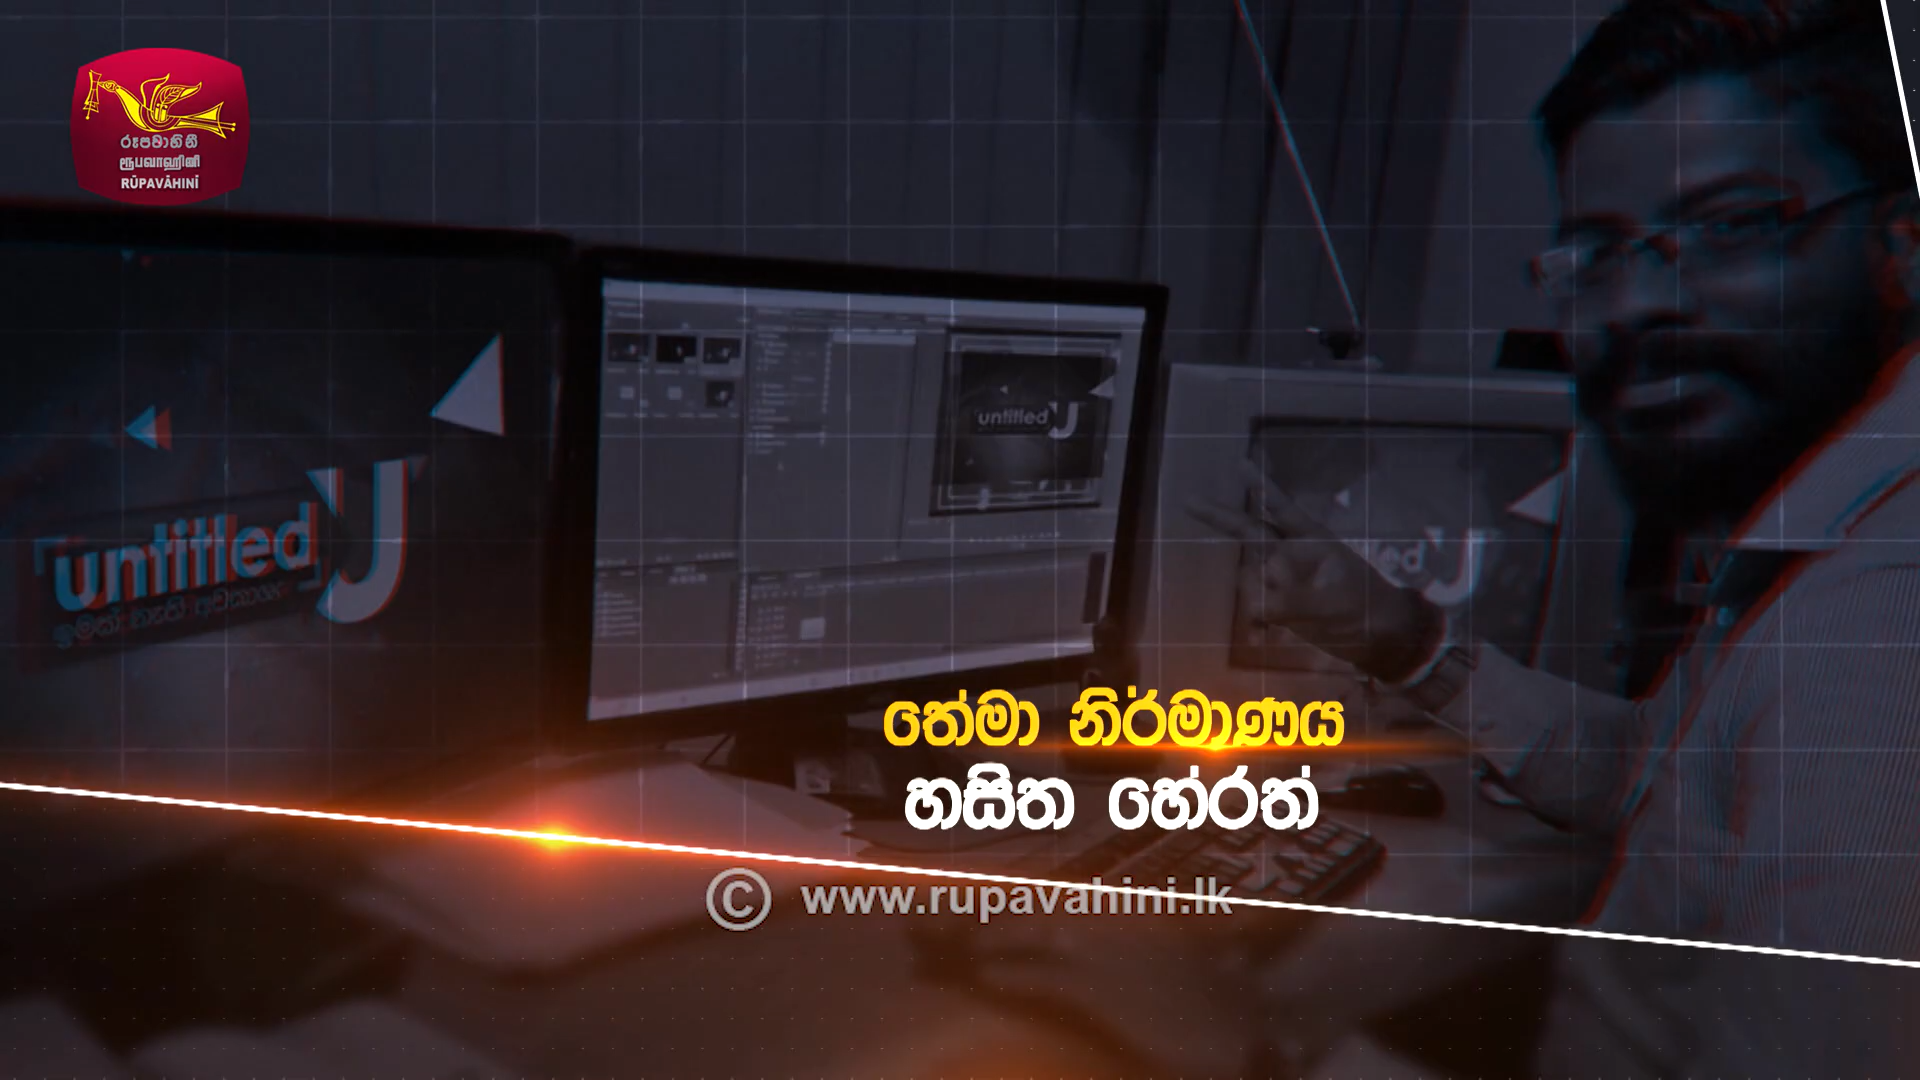 රූපවාහිනී
ரூபவாஹினி
RŪPAVĀHINĪ
untitled
untitled
තේමා නිර්මාණය
හසිත හේරත්
© www.rupavahini.lk